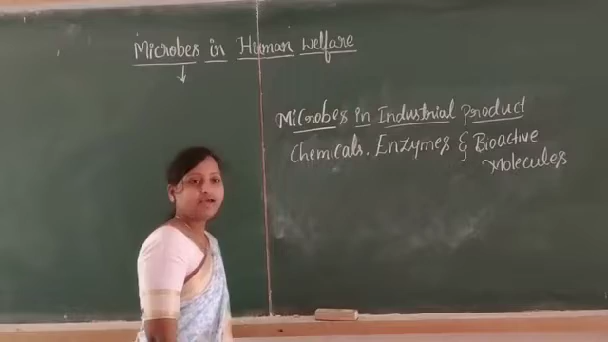 Microbes in Human Welfare
Microbes in Industrial Product
Chemicals, Enzymes & Bioactive
Molecules